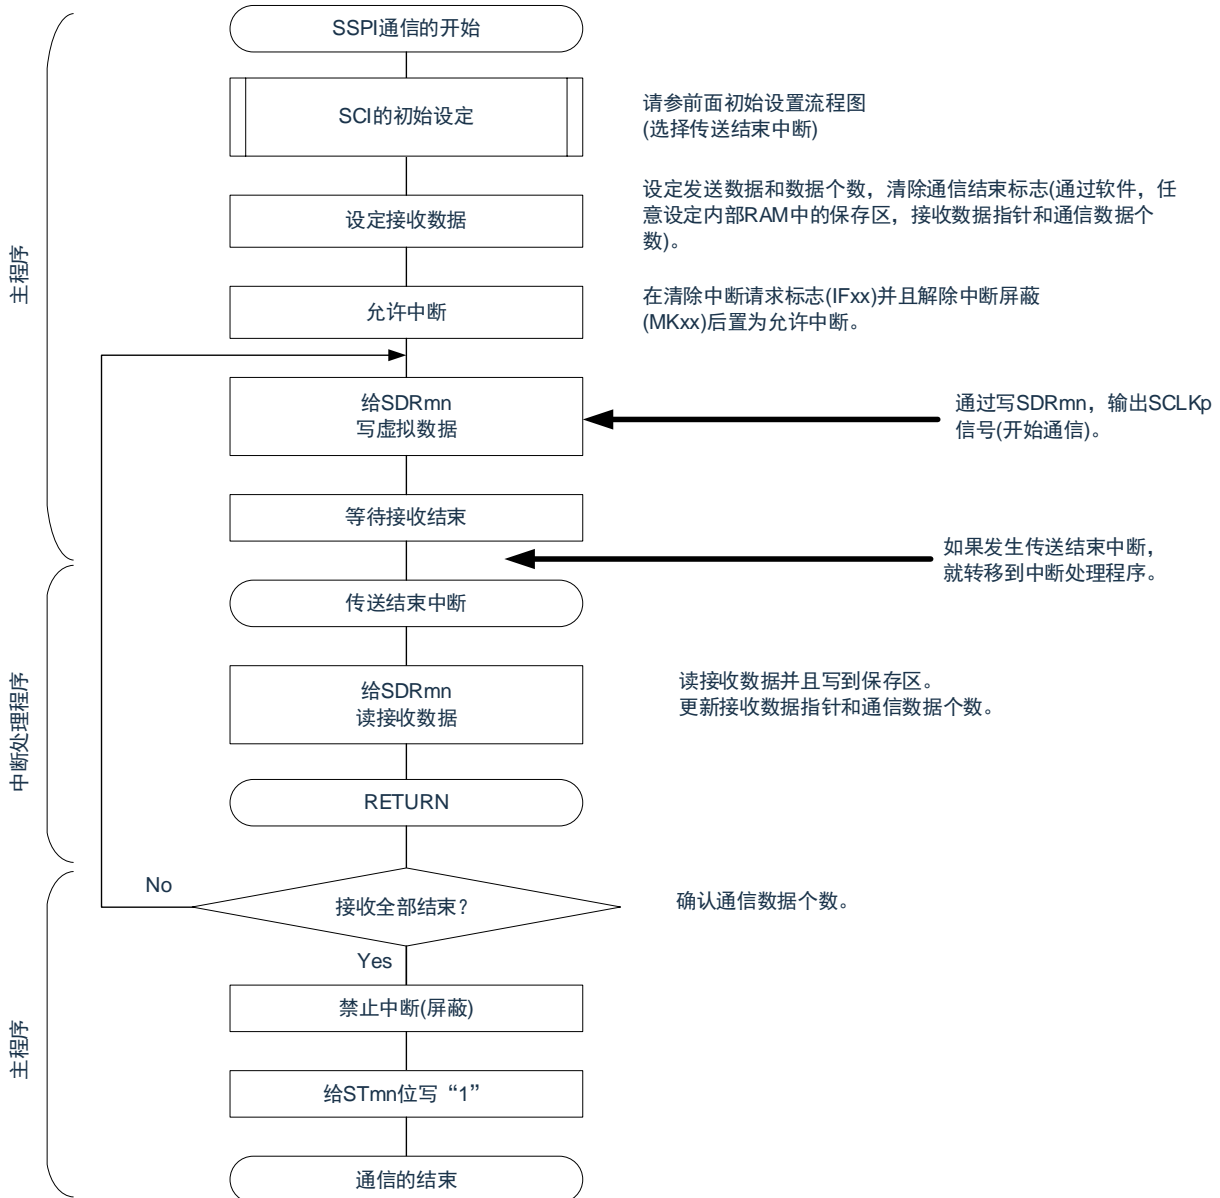 SSPI通信的开始
SCI的初始设定
请参前面初始设置流程图
(选择传送结束中断)
设定接收数据
设定发送数据和数据个数，清除通信结束标志(通过软件，任
意设定内部RAM中的保存区，接收数据指针和通信数据个
数)。
主程序
允许中断
在清除中断请求标志(IFxx)并且解除中断屏蔽
(MKxx)后置为允许中断。
给SDRmn
写虚拟数据
通过写SDRmn，输出SCLKp
信号(开始通信)。
等待接收结束
如果发生传送结束中断，
就转移到中断处理程序。
传送结束中断
中断处理程序
给SDRmn
读接收数据
读接收数据并且写到保存区。
更新接收数据指针和通信数据个数。
RETURN
No
接收全部结束？
确认通信数据个数。
Yes
禁止中断(屏蔽)
主程序
给STmn位写“1”
通信的结束